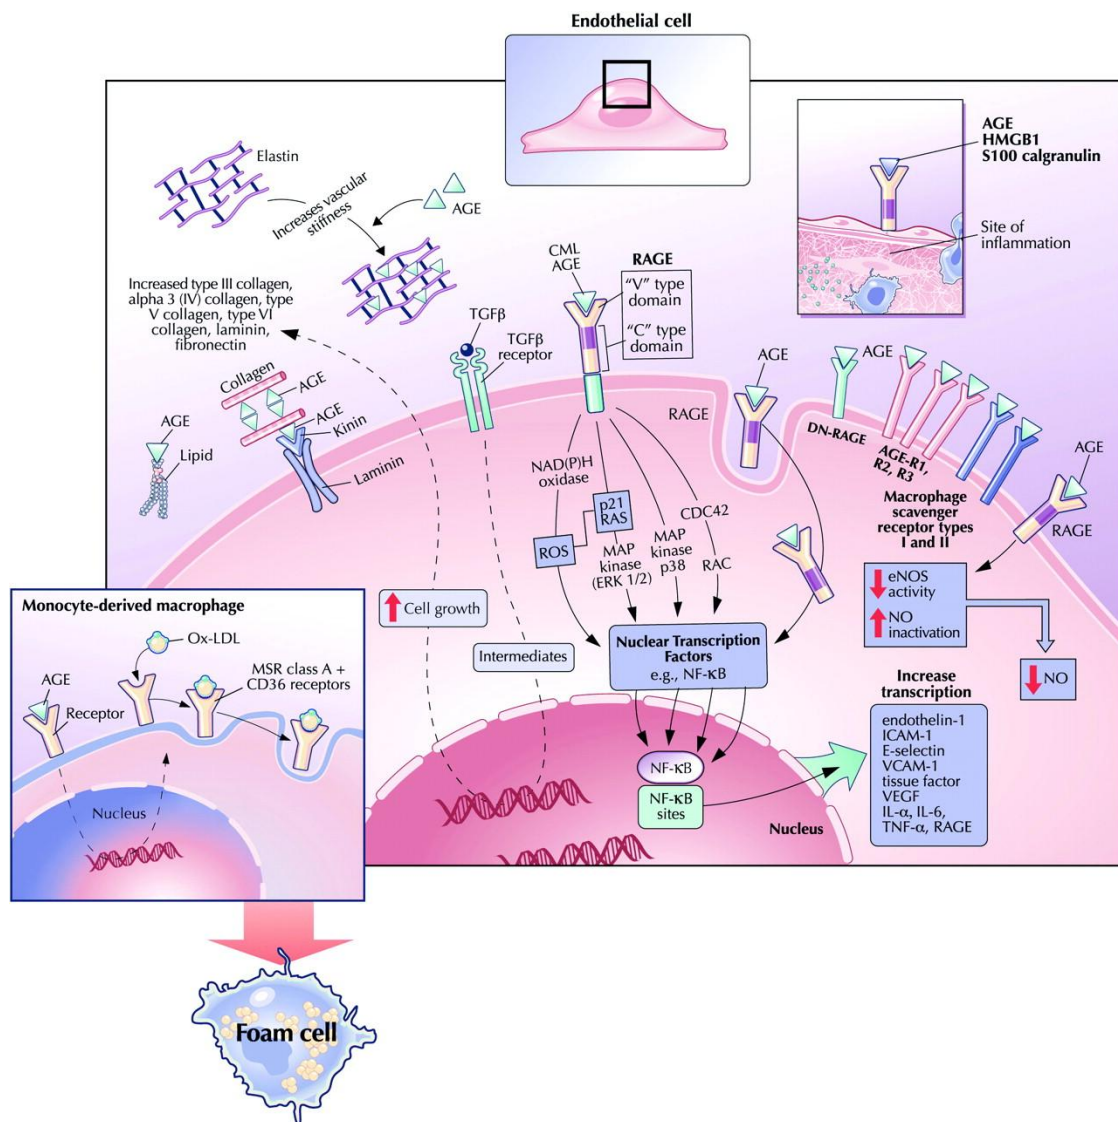 Endothelial cell
Elastin
Increases vascular
stiffness
AGE
Increased type III collagen,
alpha 3 (IV) collagen, type
V collagen, type VI
collagen, laminin,
fibronectin
Collagen
AGE
AGE
Kinin
Laminin
AGE
Lipid
TGFβ
TGFβ
receptor
CML
AGE
RAGE
“V” type
domain
“C” type
domain
AGE
HMGB1
S100 calgranulin
Site of
inflammation
AGE
RAGE
AGE
DN-RAGE
AGE-R1,
R2, R3
Macrophage
scavenger
receptor types
I and II
AGE
RAGE
NAD(P)H
oxidase
p21
RAS
ROS
MAP
kinase
(ERK 1/2)
MAP
kinase
p38
CDC42
RAC
eNOS
activity
NO
inactivation
NO
Cell growth
Intermediates
Nuclear Transcription
Factors
e.g., NF-κB
NF-κB
NF-κB
sites
Nucleus
Increase
transcription
endothelin-1
ICAM-1
E-selectin
VCAM-1
tissue factor
VEGF
IL-α, IL-6,
TNF-α, RAGE
Monocyte-derived macrophage
Ox-LDL
AGE
Receptor
MSR class A +
CD36 receptors
Nucleus
Foam cell